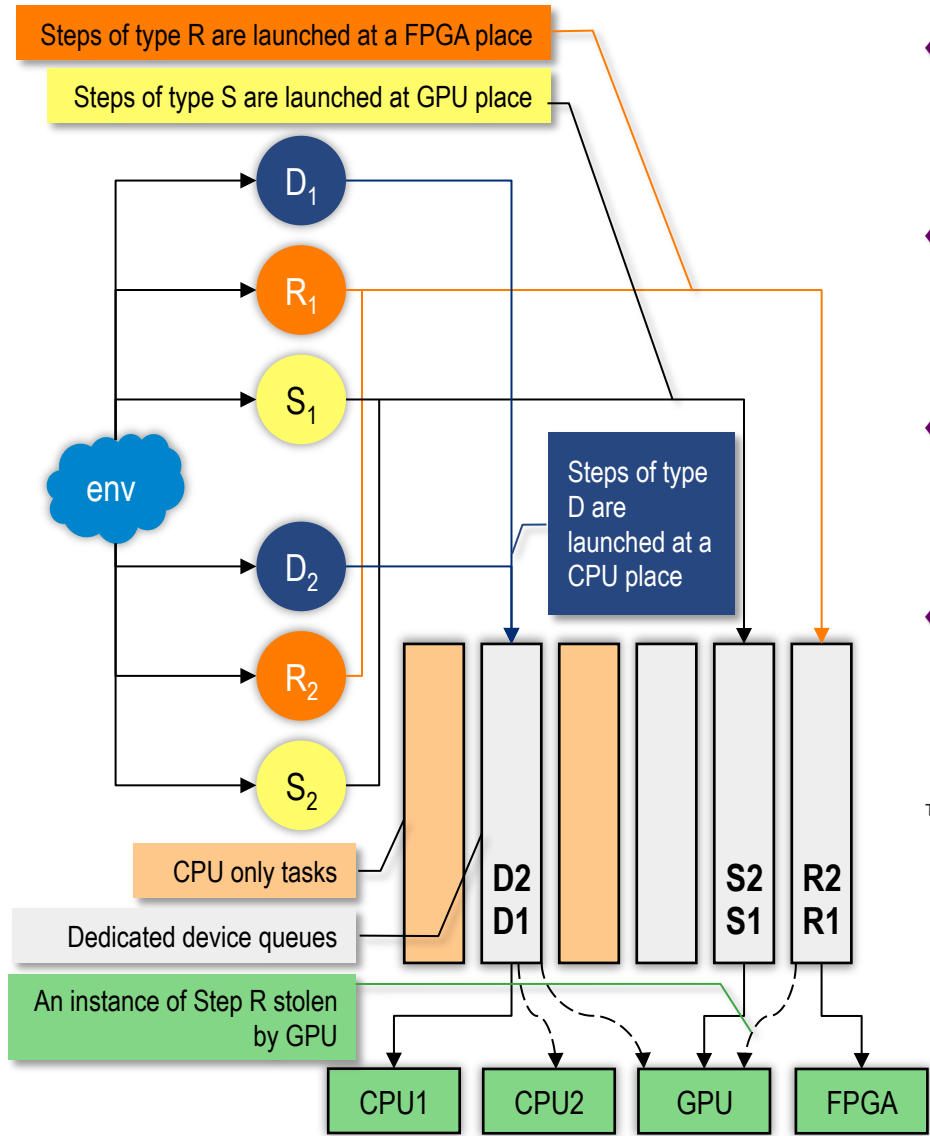 Steps of type R are launched at a FPGA place
Steps of type S are launched at GPU place
D1
R1
S1
env
Steps of type
D are
launched at a
CPU place
D2
R2
S2
CPU only tasks
D2
D1
S2
S1
R2
R1
Dedicated device queues
An instance of Step R stolen
by GPU
CPU1
CPU2
GPU
FPGA